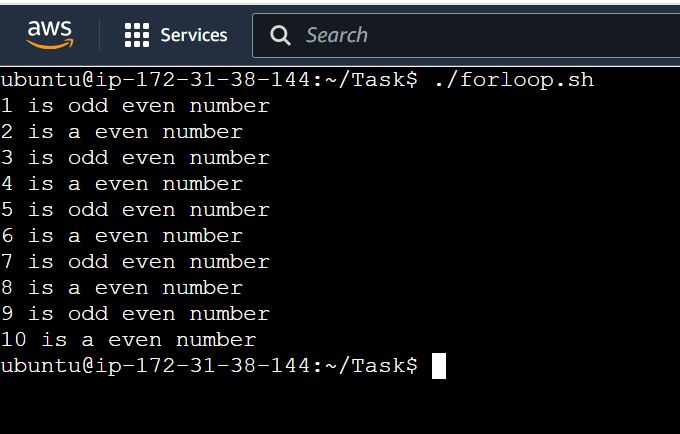 aws
Services
Search
ubuntu@ip-172-31-38-144:~/Task$ ./forloop.sh
1 is odd even number
2 is a even number
3 is odd even number
4 is a even number
5 is odd even number
6 is a even number
7 is odd even number
8 is a even number
9 is odd even number
10 is a even number
ubuntu@ip-172-31-38-144:~/Task$